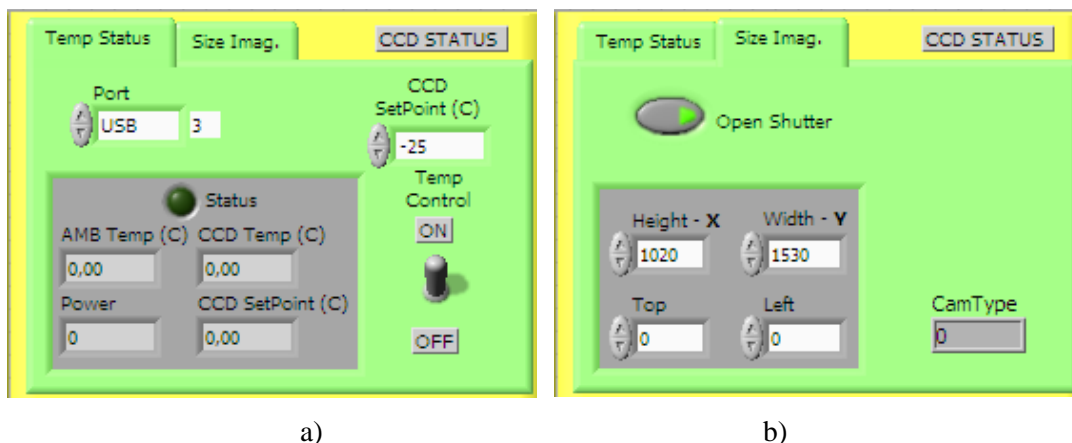 Temp Status
Size Imag.
CCD STATUS
Port
USB
3
CCD
SetPoint (C)
-25
Temp
Control
ON
OFF
Status
AMB Temp (C)
CCD Temp (C)
0,00
0,00
Power
CCD SetPoint (C)
0
0,00
a)
Temp Status
Size Imag.
CCD STATUS
Open Shutter
Height - X
Width - Y
1020
1530
Top
Left
0
0
CamType
0
b)